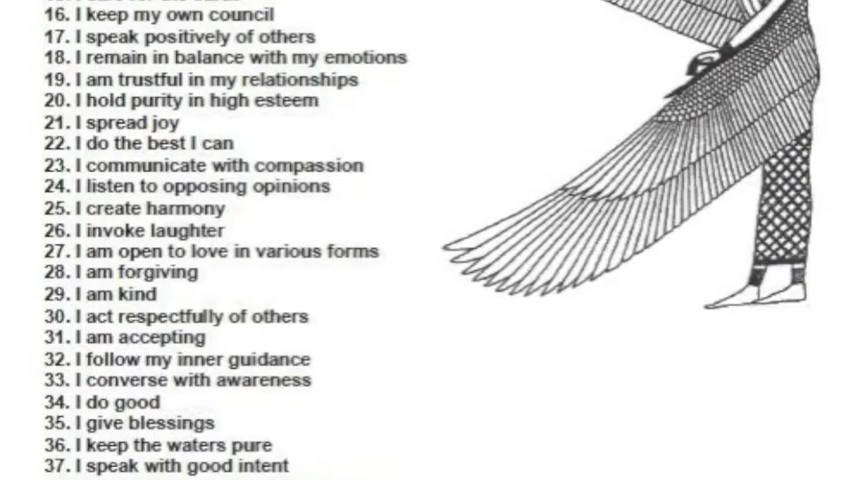 16. I keep my own council
17. I speak positively of others
18. I remain in balance with my emotions
19. I am trustful in my relationships
20. I hold purity in high esteem
21. I spread joy
22. I do the best I can
23. I communicate with compassion
24. I listen to opposing opinions
25. I create harmony
26. I invoke laughter
27. I am open to love in various forms
28. I am forgiving
29. I am kind
30. I act respectfully of others
31. I am accepting
32. I follow my inner guidance
33. I converse with awareness
34. I do good
35. I give blessings
36. I keep the waters pure
37. I speak with good intent